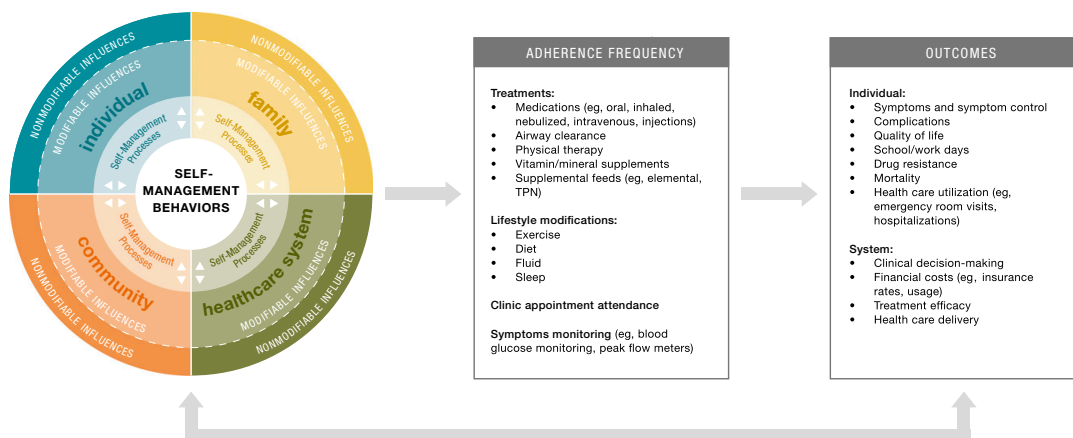 NONMODIFIABLE INFLUENCES
MODIFIABLE INFLUENCES
individual
Self-Management
Processes
NONMODIFIABLE INFLUENCES
MODIFIABLE INFLUENCES
family
Self-Management
Processes
SELF-
MANAGEMENT
BEHAVIORS
Self-Management
Processes
community
MODIFIABLE INFLUENCES
NONMODIFIABLE INFLUENCES
Self-Management
Processes
healthcare system
MODIFIABLE INFLUENCES
NONMODIFIABLE INFLUENCES
ADHERENCE FREQUENCY
Treatments:
• Medications (eg, oral, inhaled,
nebulized, intravenous, injections)
• Airway clearance
• Physical therapy
• Vitamin/mineral supplements
• Supplemental feeds (eg, elemental,
TPN)
Lifestyle modifications:
• Exercise
• Diet
• Fluid
• Sleep
Clinic appointment attendance
Symptoms monitoring (eg, blood
glucose monitoring, peak flow meters)
OUTCOMES
Individual:
• Symptoms and symptom control
• Complications
• Quality of life
• School/work days
• Drug resistance
• Mortality
• Health care utilization (eg,
emergency room visits,
hospitalizations)
System:
• Clinical decision-making
• Financial costs (eg, insurance
rates, usage)
• Treatment efficacy
• Health care delivery